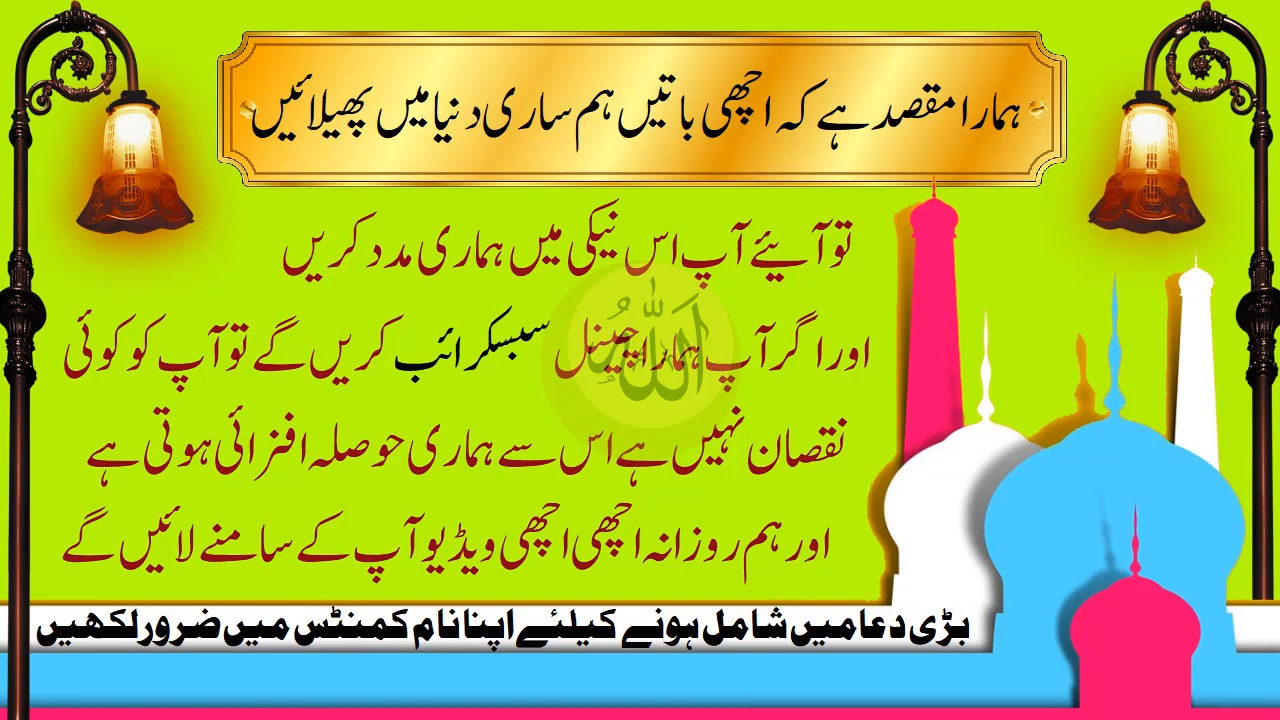 ہمارا مقصد ہے کہ اچھی باتیں ہم ساری دنیا میں پھیلائیں
تو آیئے آپ اس نیکی میں ہماری مدد کریں
اور اگر آپ ہمارا چینل سبسکرائب کریں گے تو آپ کو کوئی
نقصان نہیں ہے اس سے ہماری حوصلہ افزائی ہوتی ہے
اور ہم روزانہ اچھی اچھی ویڈیو آپ کے سامنے لائیں گے
بڑی دعا میں شامل ہونے کیلئے اپنا نام کمنٹس میں ضرور لکھیں
اللہ